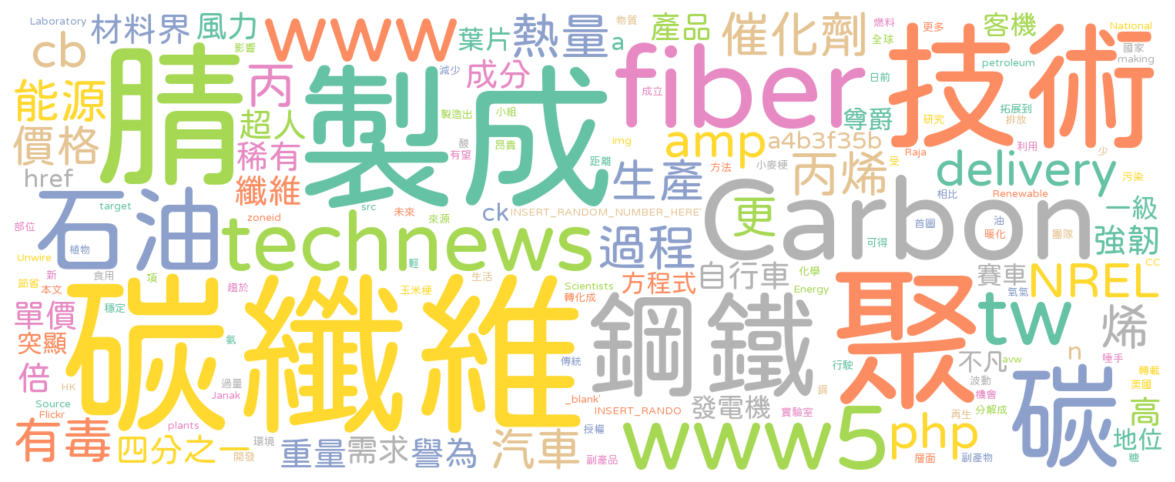 Laboratory
材料界
風力
www
葉片
熱量
a
物質
產品
催化劑
燃料
全球
更多
客機
National
國家
making
cb
影響
腈
丙
減少
成分
製成
fiber
成立
日前
技術
petroleum
拓展到
排放
能源
超人
製造出
小組
昂貴
酸
有望
距離
img
amp
a4b3f35b
尊爵
研究
價格
稀有
方法
小麥梗
受
Raja
利用
少
href
纖維
生產
丙烯
delivery
污染
石油
target
zoneid
src
未來
來源
ck
INSERT_RANDOM_NUMBER_HERE'
Carbon
更
相比
Renewable
首圖
油
暖化
團隊
一級
部位
植物
technews
過程
可得
強韌
Unwire
節省
新
本文
食用
項
趨於
輕
生活
玉米梗
Scientists
轉化成
方程式
自行車
化學
Energy
賽車
氫氣
NREL
CC
單價
穩定
碳纖維
鋼鐵
聚
tw
烯
突顯
氨
傳統
行駛
不凡
avw
n
唾手
倍
HK
過量
Janak
_blank'
INSERT_RANDO
發電機
實驗室
波動
機會
鋼
碳
轉載
美國
Source
Flickr
plants
授權
www5
php
再生
分解成
高
有毒
四分之一
環境
開發
重量
需求
譽為
汽車
副產品
層面
副產物
地位
糖